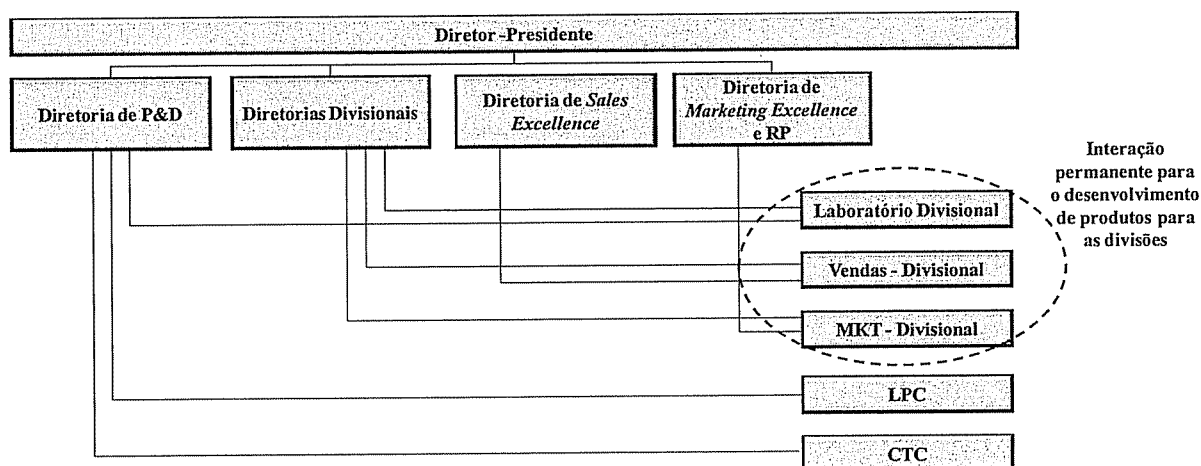 Diretor-Presidente
Diretoria de P&D
Diretorias Divisionais
Diretoria de Sales
Excellence
Diretoria de
Marketing Excellence
e RP
Interação
permanente para
o desenvolvimento
de produtos para
as divisões
Laboratório Divisional
Vendas - Divisional
MKT - Divisional
LPC
CTC